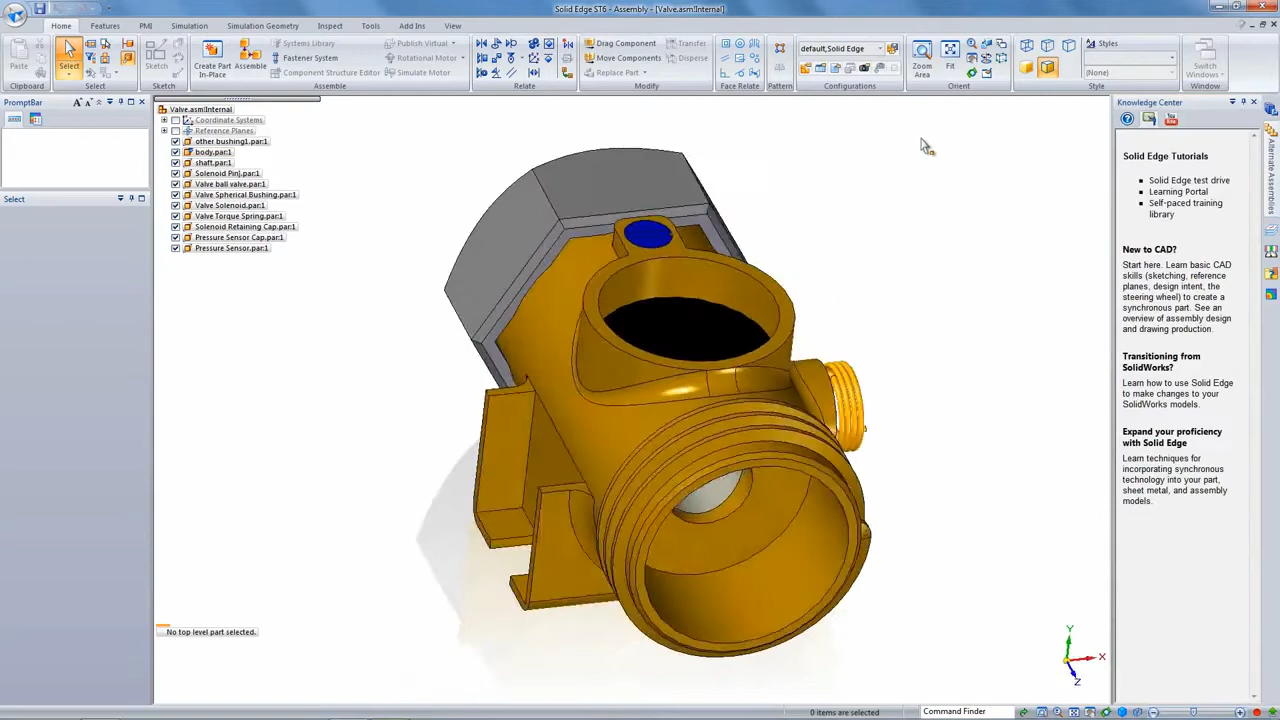 Solid Edge ST6 - Assembly - [Valve.asm!Internal]
Home Features PMI Simulation Simulation Geometry Inspect Tools Add Ins View
Paste
Clipboard
Select
Select
Sketch
Sketch
Create Part In-Place
Assemble
Systems Library
Fastener System
Component Structure Editor
Publish Virtual
Rotational Motor
Simulate Motor
Assemble
Relate
Drag Component
Move Components
Replace Part
Transfer
Disperse
Modify
Face Relate
Pattern
default,Solid Edge
Configurations
Zoom Area
Fit
Orient
Styles
(None)
Style
Switch Windows
Window
PromptBar
Select
Valve.asm!Internal
Coordinate Systems
Reference Planes
other bushing1.par:1
body.par:1
shaft.par:1
Solenoid Pin|.par:1
Valve ball valve.par:1
Valve Spherical Bushing.par:1
Valve Solenoid.par:1
Valve Torque Spring.par:1
Solenoid Retaining Cap.par:1
Pressure Sensor Cap.par:1
Pressure Sensor.par:1
No top level part selected.
Y
X
Z
Knowledge Center
Solid Edge Tutorials
Solid Edge test drive
Learning Portal
Self-paced training
library
New to CAD?
Start here. Learn basic CAD
skills (sketching, reference
planes, design intent, the
steering wheel) to create a
synchronous part. See an
overview of assembly design
and drawing production.
Transitioning from
SolidWorks?
Learn how to use Solid Edge
to make changes to your
SolidWorks models.
Expand your proficiency
with Solid Edge
Learn techniques for
incorporating synchronous
technology into your part,
sheet metal, and assembly
models.
Alternate Assemblies
0 items are selected
Command Finder